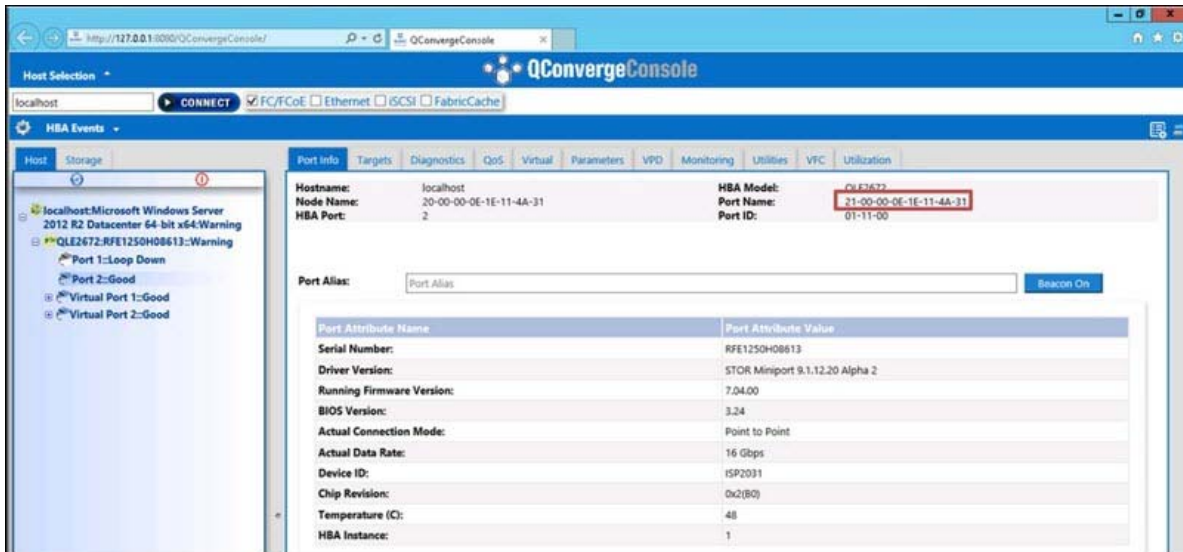 http://127.0.0.1:8080/QConvergeConsole/
QConvergeConsole
Host Selection
QConvergeConsole
localhost
CONNECT
FC/FCoE Ethernet iSCSI FabricCache
HBA Events
Host Storage
Port Info Targets Diagnostics QoS Virtual Parameters VPD Monitoring Utilities VFC Utilization
localhost:Microsoft Windows Server
2012 R2 Datacenter 64-bit x64:Warning
QLE2672:RFE1250H08613::Warning
Port 1::Loop Down
Port 2::Good
Virtual Port 1::Good
Virtual Port 2::Good
Hostname: localhost
Node Name: 20-00-00-0E-1E-11-4A-31
HBA Port: 2
HBA Model: QLE2672
Port Name: 21-00-00-0E-1E-11-4A-31
Port ID: 01-11-00
Port Alias: Port Alias
Beacon On
Port Attribute Name Port Attribute Value
Serial Number: RFE1250H08613
Driver Version: STOR Miniport 9.1.12.20 Alpha 2
Running Firmware Version: 7.04.00
BIOS Version: 3.24
Actual Connection Mode: Point to Point
Actual Data Rate: 16 Gbps
Device ID: ISP2031
Chip Revision: 0x2(B0)
Temperature (C): 48
HBA Instance: 1